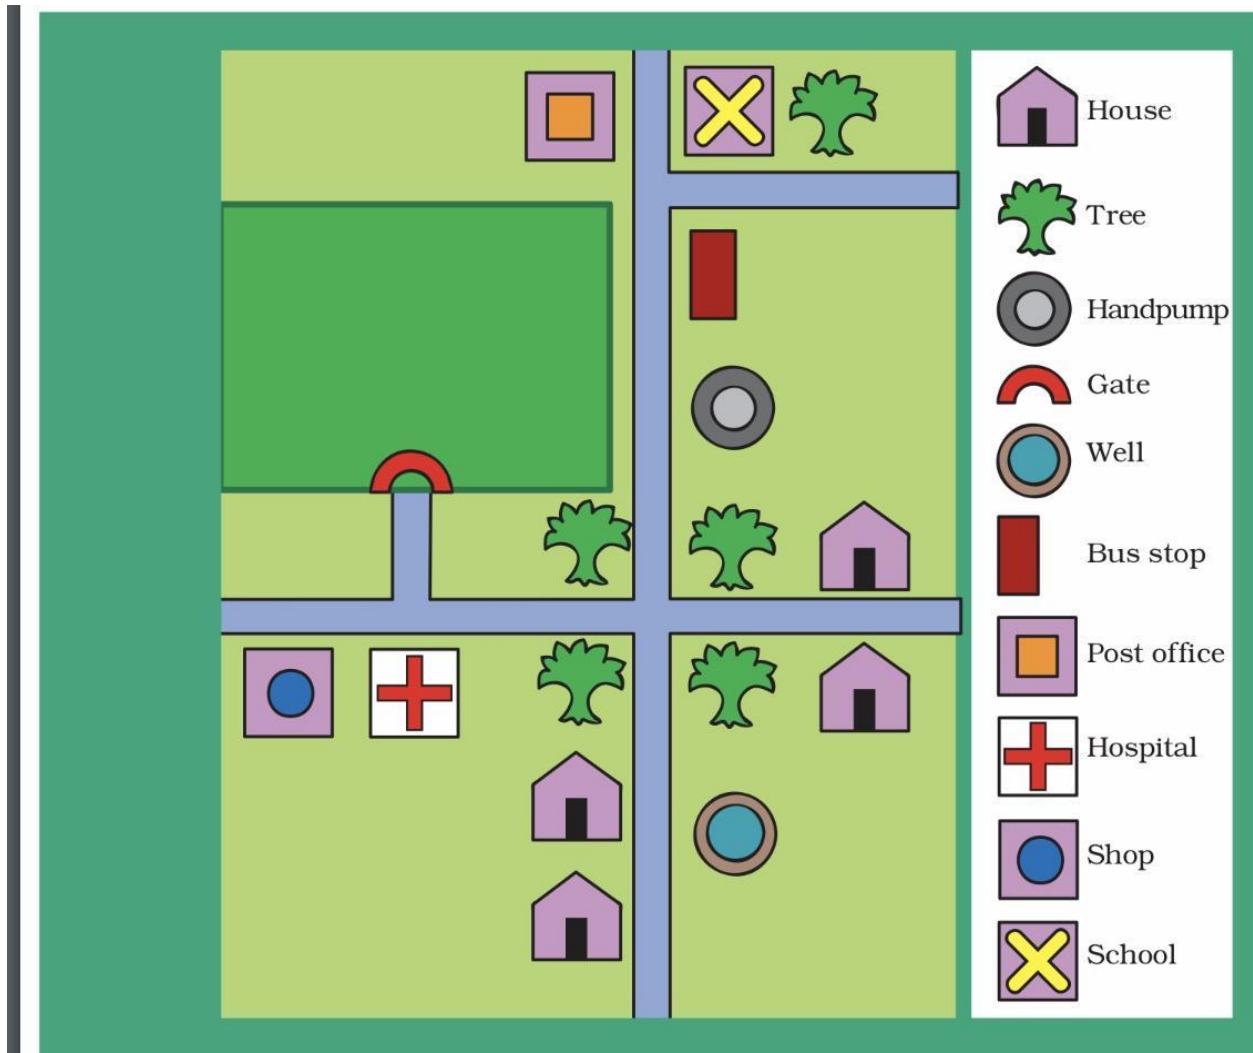 House
Tree
Handpump
Gate
Well
Bus stop
Post office
Hospital
Shop
School